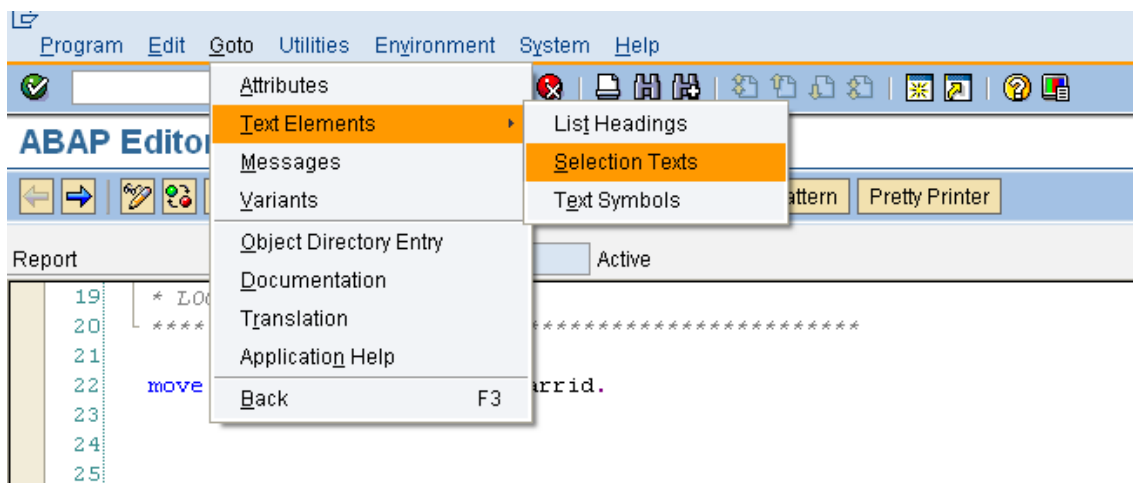 Program Edit Goto Utilities Environment System Help
Attributes
Text Elements
Messages
Variants
Object Directory Entry
Documentation
Translation
Application Help
Back F3
List Headings
Selection Texts
Text Symbols
ABAP Editor
attern Pretty Printer
Report Active
19 * LO
20 **** ************************
21
22 move arrid.
23
24
25